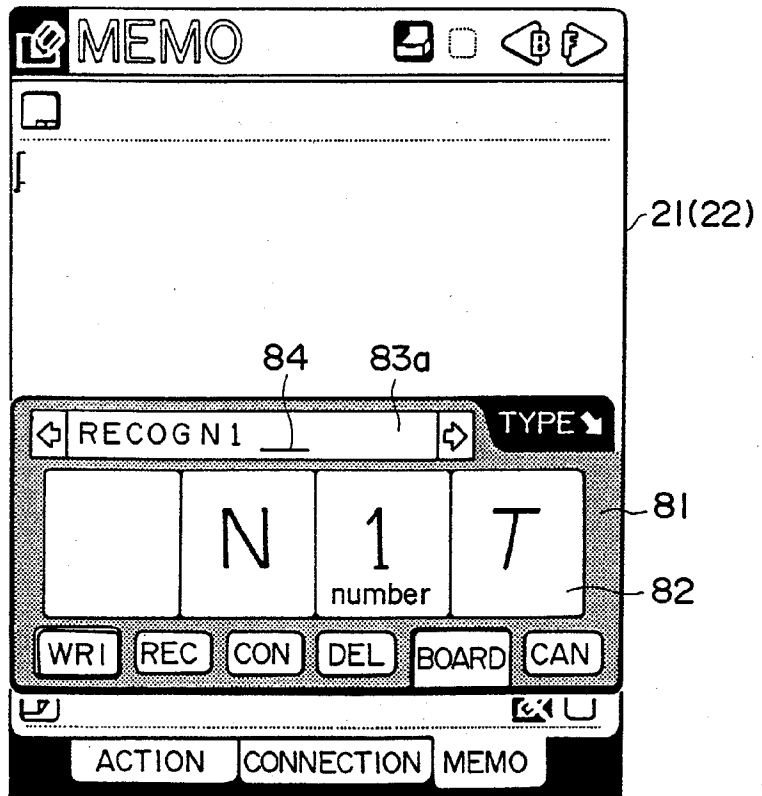 MEMO B F
21(22)
84 83a
RECOGN1 TYPE
N 1 T
number
81
82
WRI REC CON DEL BOARD CAN
ACTION CONNECTION MEMO